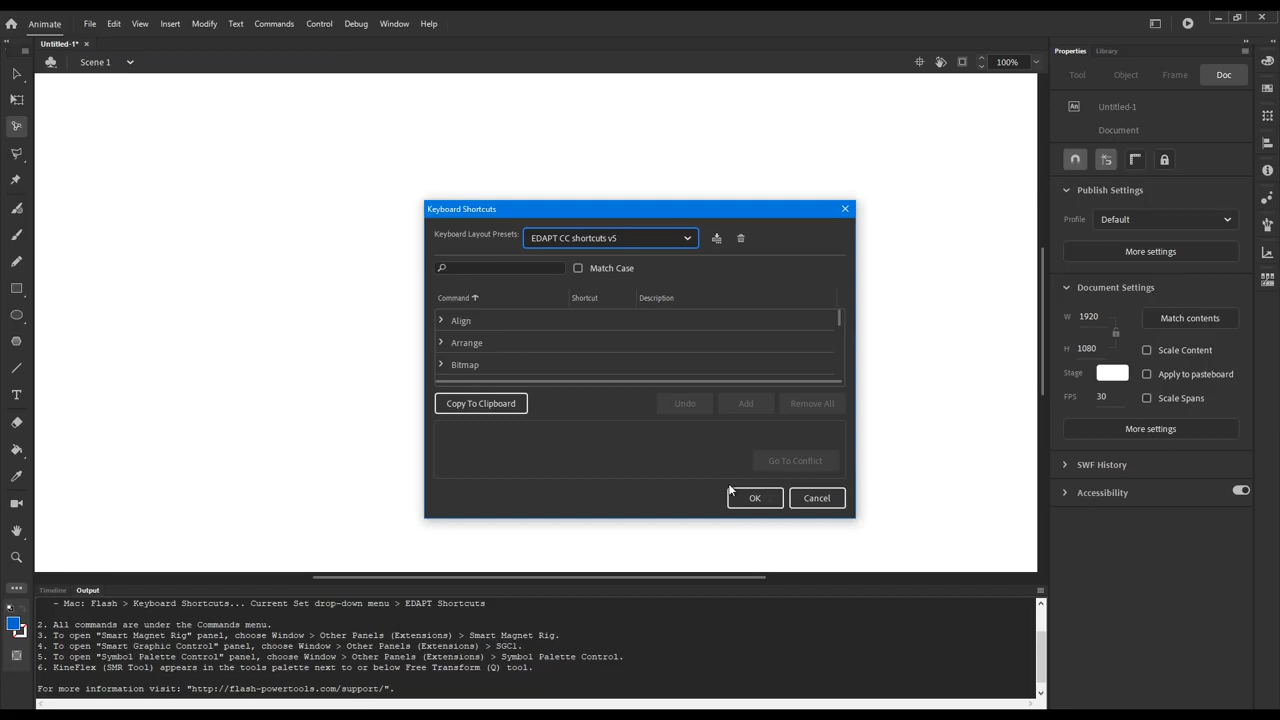 Animate File Edit View Insert Modify Text Commands Control Debug Window Help
Untitled-1*
Scene 1 100%
Properties Library
Tool Object Frame Doc
An Untitled-1
Document
Publish Settings
Profile Default
More settings
Document Settings
W 1920 Match contents
H 1080 Scale Content
Stage Apply to pasteboard
FPS 30 Scale Spans
More settings
SWF History
Accessibility
Keyboard Shortcuts
Keyboard Layout Presets: EDAPT CC shortcuts v5
Match Case
Command Shortcut Description
Align
Arrange
Bitmap
Copy To Clipboard Undo Add Remove All
Go To Conflict
OK Cancel
Timeline Output
- Mac: Flash > Keyboard Shortcuts... Current Set drop-down menu > EDAPT Shortcuts
2. All commands are under the Commands menu.
3. To open "Smart Magnet Rig" panel, choose Window > Other Panels (Extensions) > Smart Magnet Rig.
4. To open "Smart Graphic Control" panel, choose Window > Other Panels (Extensions) > SGC1.
5. To open "Symbol Palette Control" panel, choose Window > Other Panels (Extensions) > Symbol Palette Control.
6. KineFlex (SMR Tool) appears in the tools palette next to or below Free Transform (Q) tool.
For more information visit: "http://flash-powertools.com/support/".